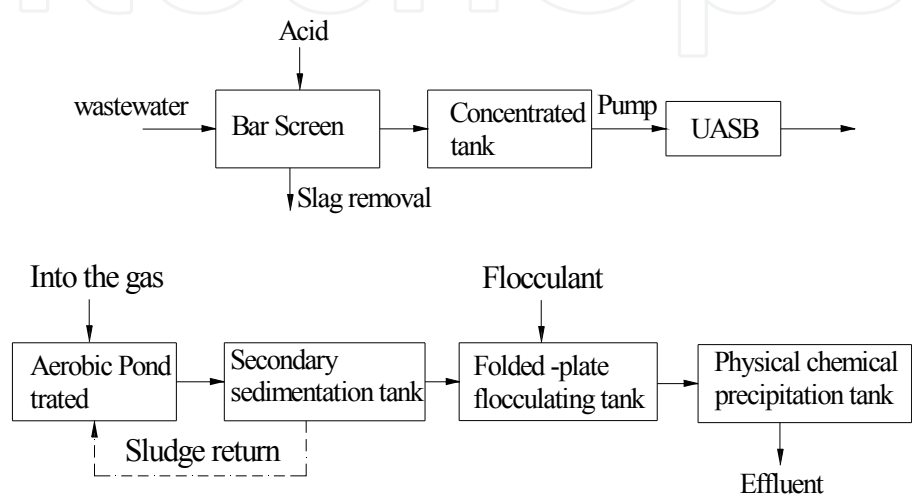 Acid
wastewater
Bar Screen
Concentrated
tank
Pump
UASB
Slag removal
Into the gas
Flocculant
Aerobic Pond
trated
Secondary
sedimentation tank
Folded -plate
flocculating tank
Physical chemical
precipitation tank
Sludge return
Effluent